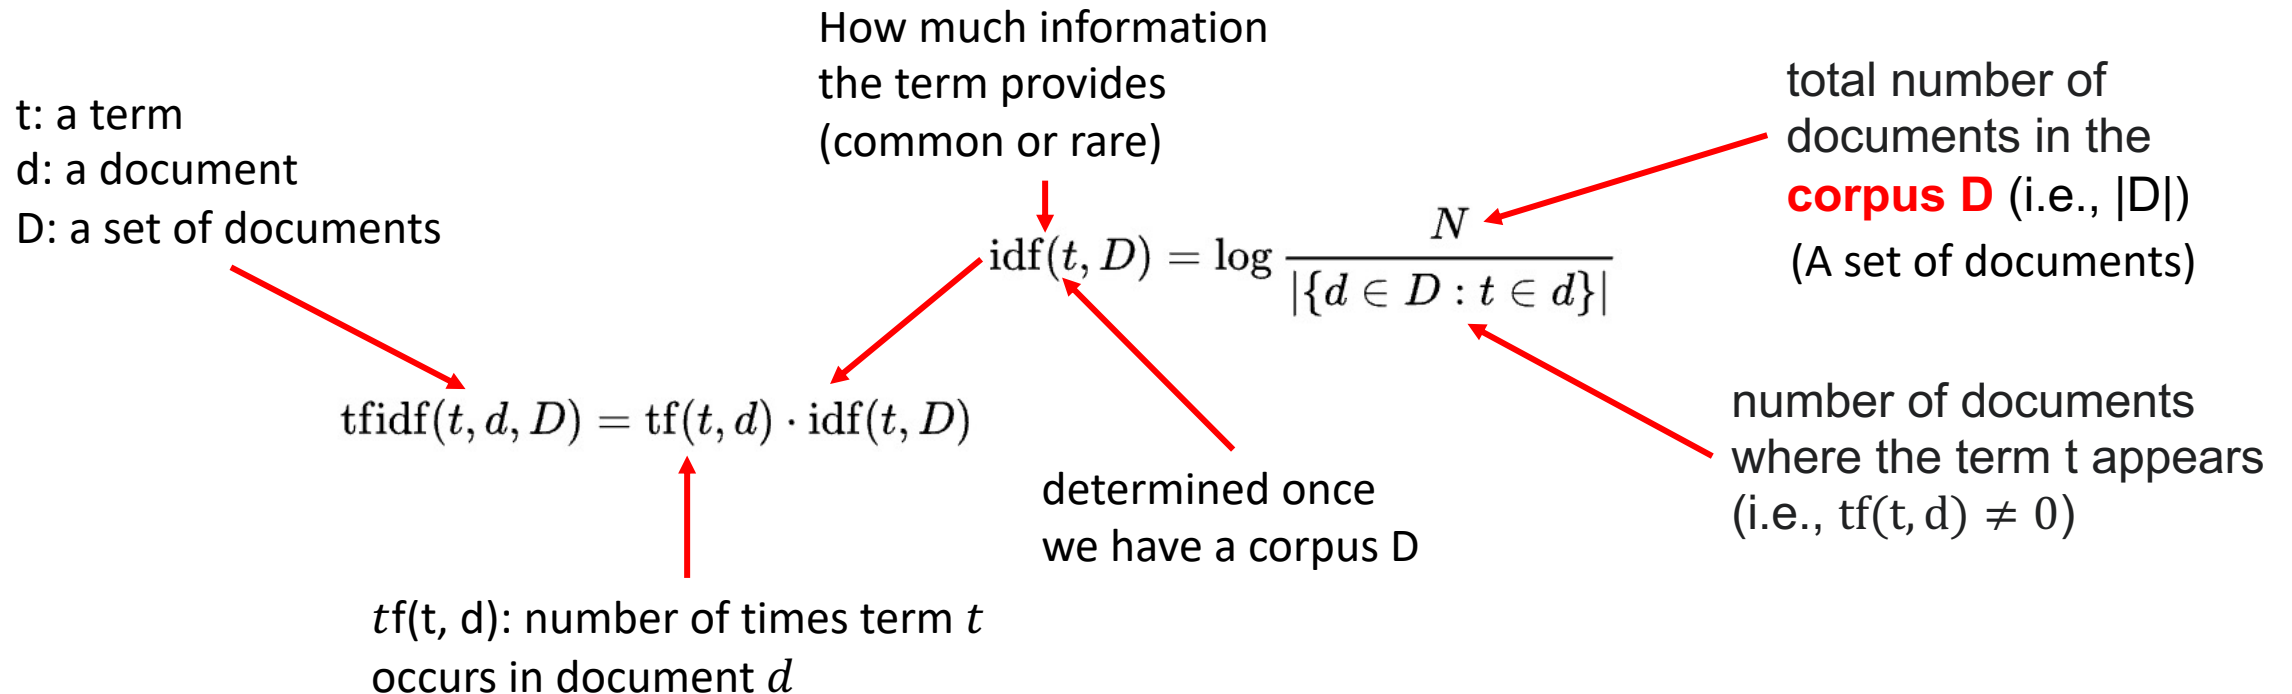 How much information
the term provides
(common or rare)
t: a term
d: a document
D: a set of documents
total number of
documents in the
corpus D (i.e., |D|)
(A set of documents)
idf(t, D) = log N / |{d ∈ D : t ∈ d}|
tfidf(t, d, D) = tf(t, d) · idf(t, D)
number of documents
where the term t appears
(i.e., tf(t, d) ≠ 0)
determined once
we have a corpus D
tf(t, d): number of times term t
occurs in document d